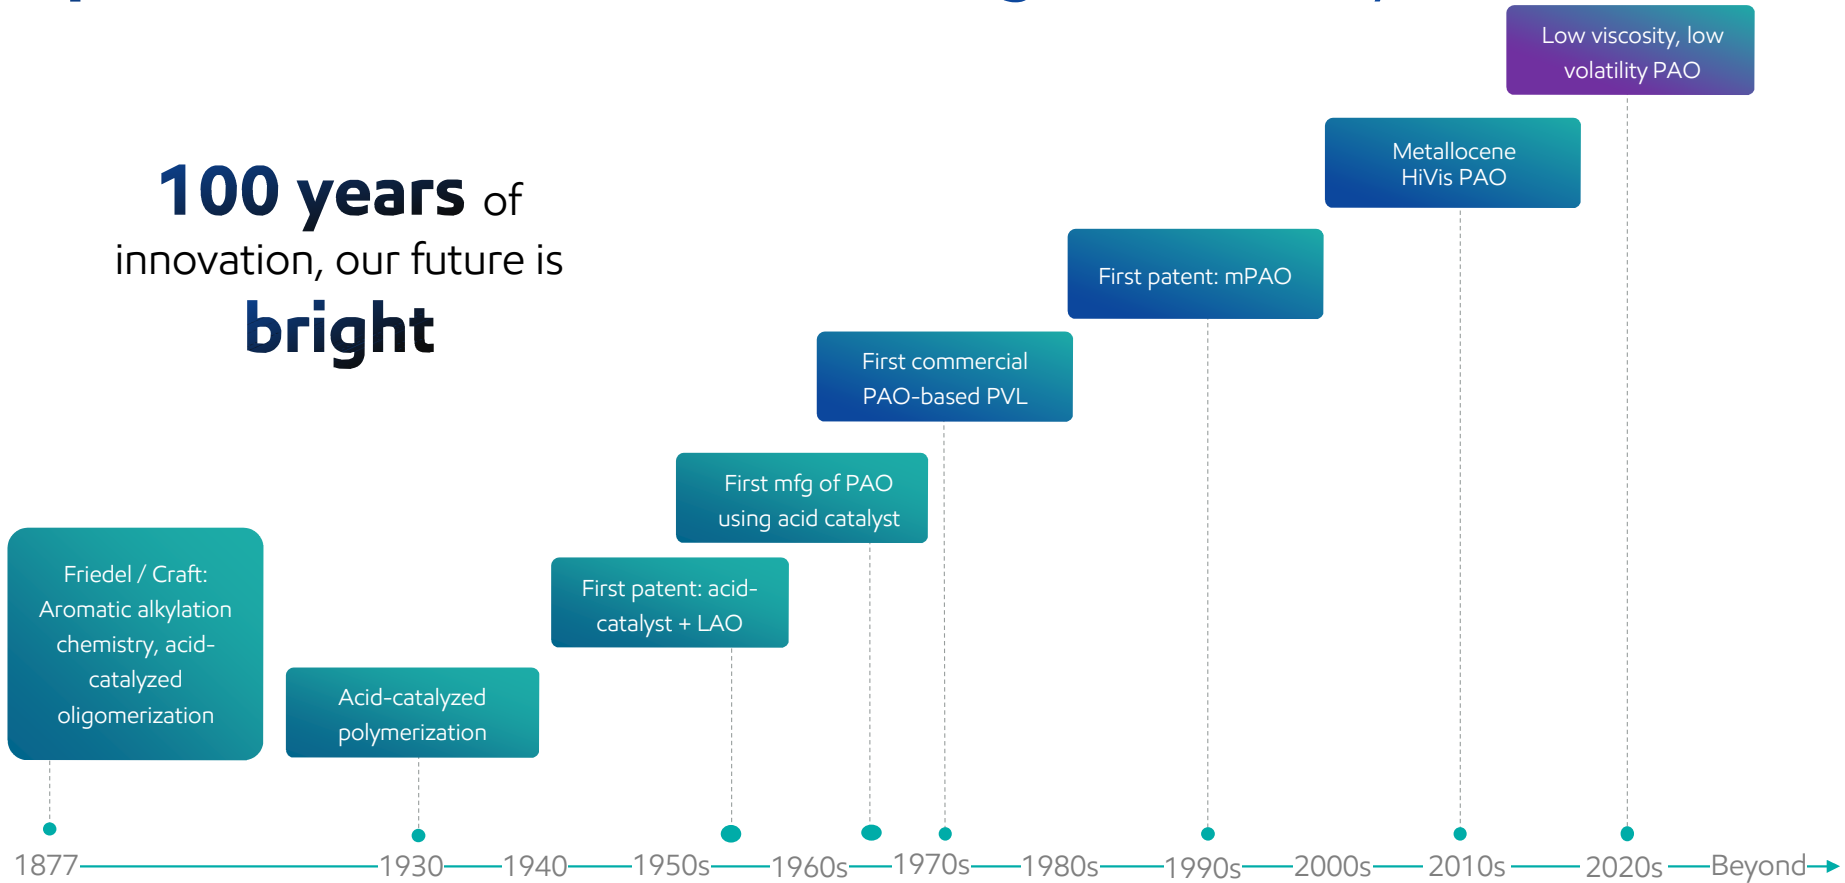 100 years of
innovation, our future is
bright
Low viscosity, low
volatility PAO
Metallocene
HiVis PAO
First patent: mPAO
First commercial
PAO-based PVL
First mfg of PAO
using acid catalyst
First patent: acid-
catalyst + LAO
Acid-catalyzed
polymerization
Friedel / Craft:
Aromatic alkylation
chemistry, acid-
catalyzed
oligomerization
1877 1930 1940 1950s 1960s 1970s 1980s 1990s 2000s 2010s 2020s Beyond